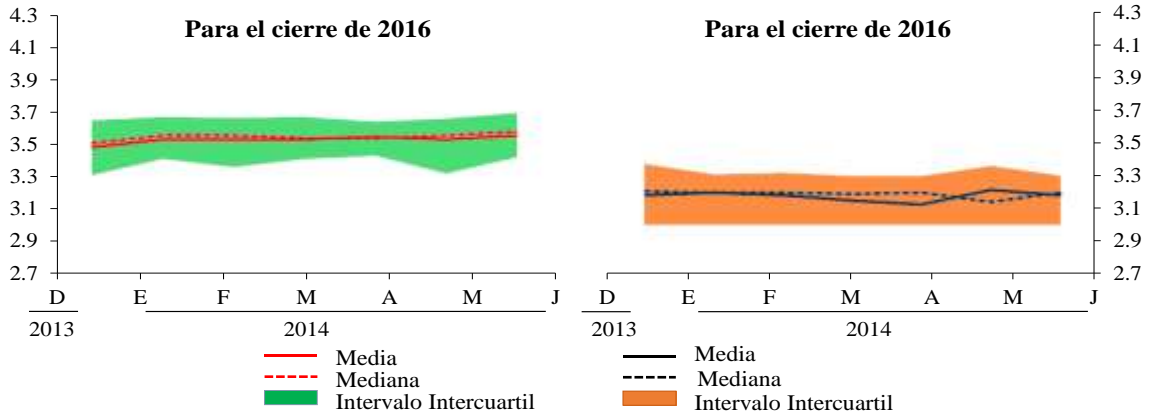 Para el cierre de 2016
4.3
4.1
3.9
3.7
3.5
3.3
3.1
2.9
2.7
D E F M A M J
2013 2014
Media
Mediana
Intervalo Intercuartil
Para el cierre de 2016
4.3
4.1
3.9
3.7
3.5
3.3
3.1
2.9
2.7
D E F M A M J
2013 2014
Media
Mediana
Intervalo Intercuartil